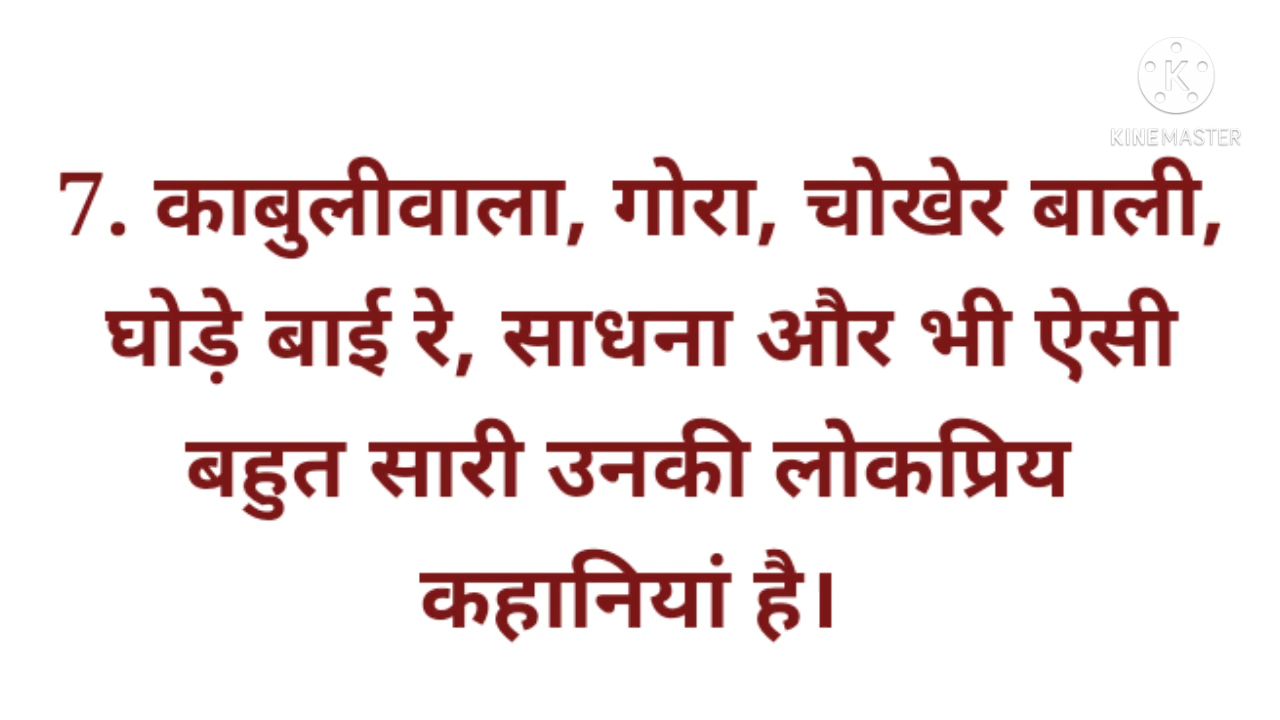 KINEMASTER
7. काबुलीवाला, गोरा, चोखेर बाली,
घोड़े बाई रे, साधना और भी ऐसी
बहुत सारी उनकी लोकप्रिय
कहानियां है।